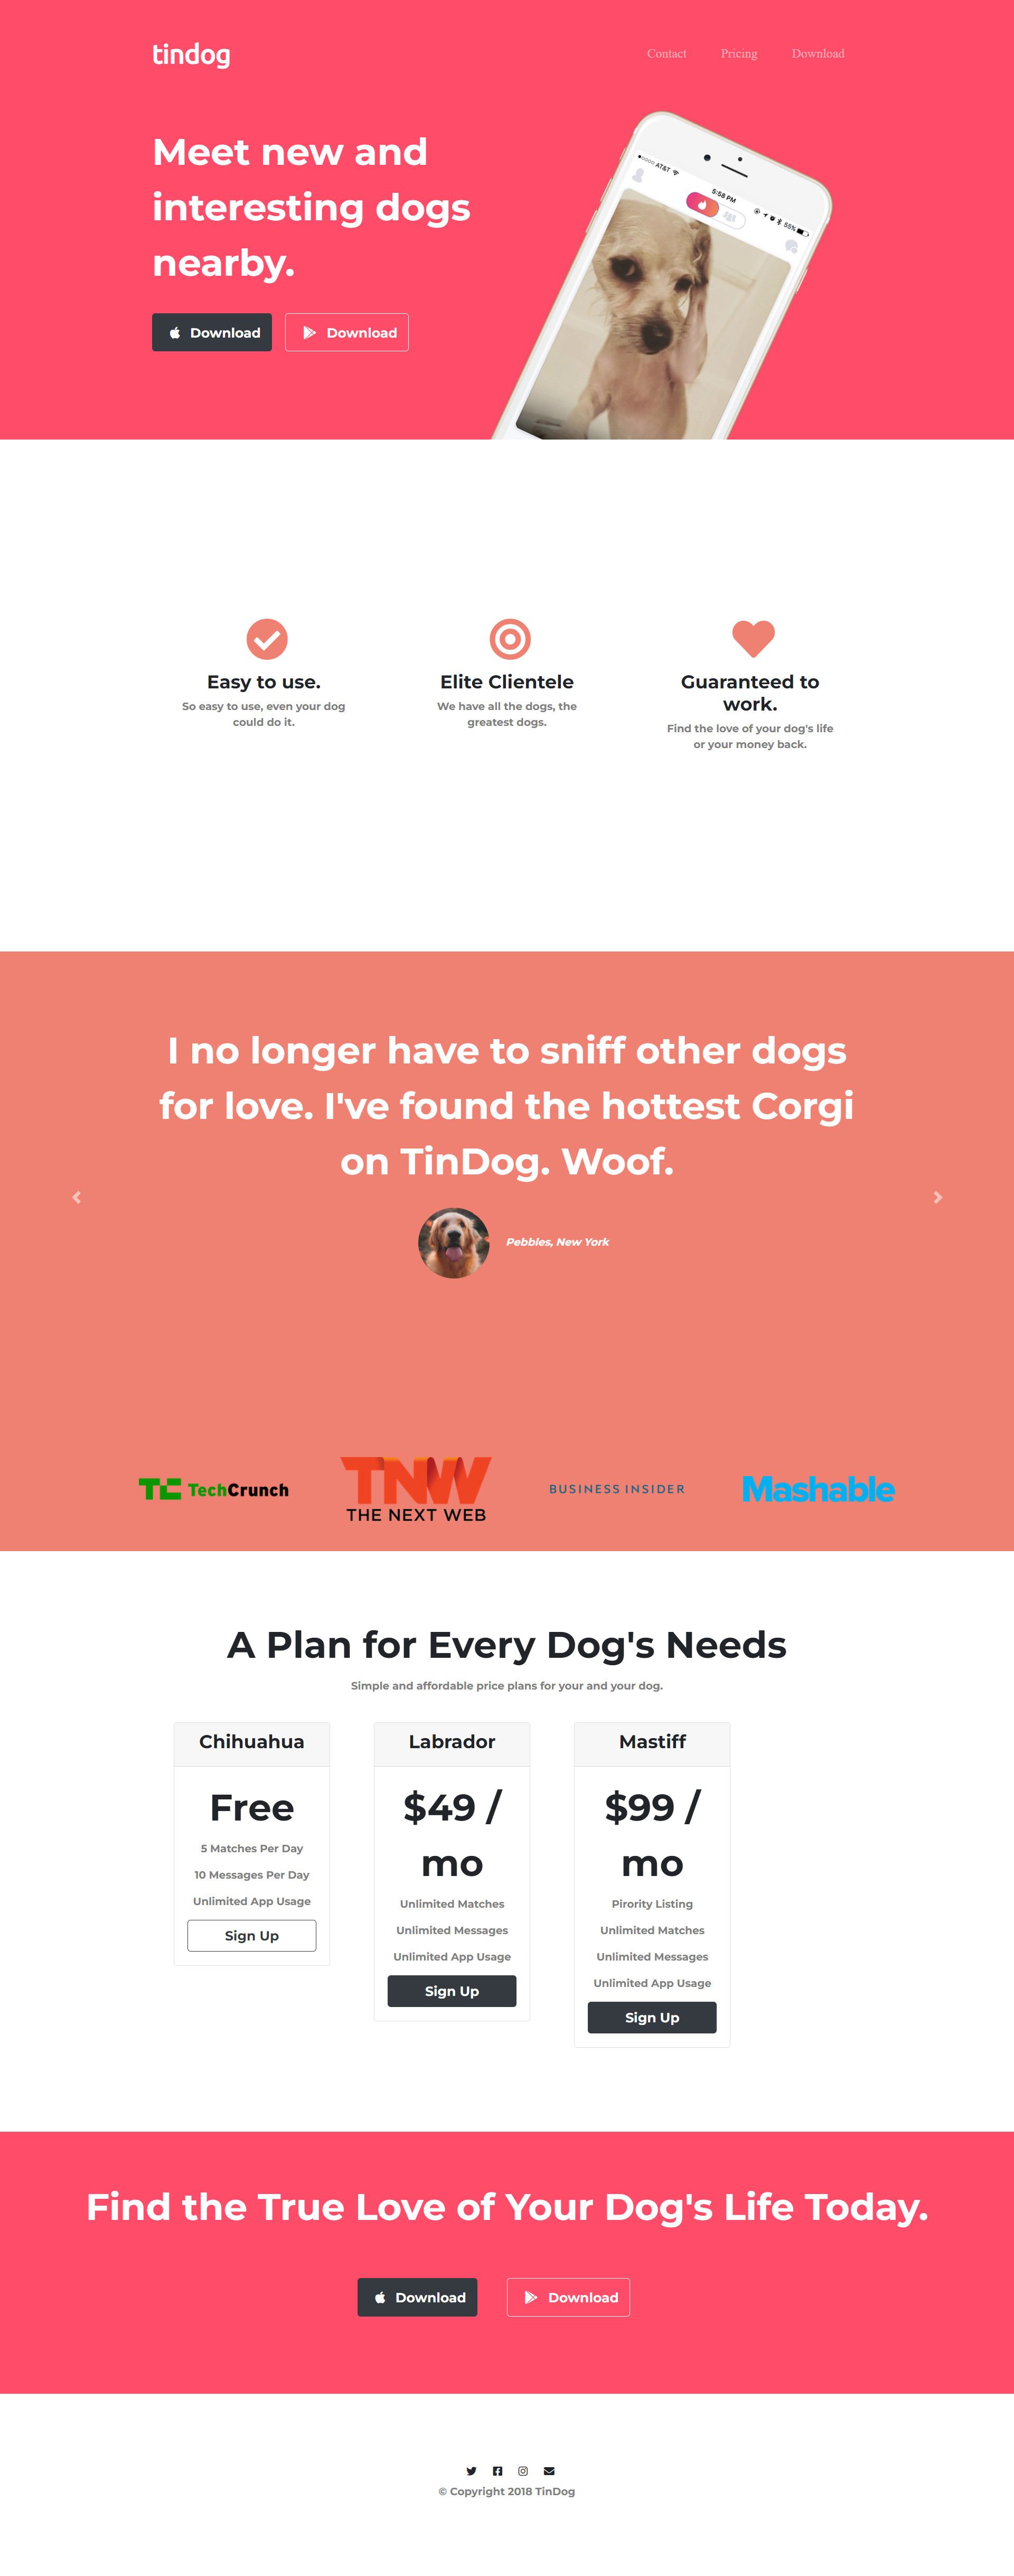 tindog
Contact Pricing Download
Meet new and
interesting dogs
nearby.
Download Download
AT&T 5:58 PM 55%
Easy to use.
So easy to use, even your dog
could do it.
Elite Clientele
We have all the dogs, the
greatest dogs.
Guaranteed to
work.
Find the love of your dog's life
or your money back.
I no longer have to sniff other dogs
for love. I've found the hottest Corgi
on TinDog. Woof.
Pebbles, New York
TC TechCrunch
TNW
THE NEXT WEB
BUSINESS INSIDER
Mashable
A Plan for Every Dog's Needs
Simple and affordable price plans for your and your dog.
Chihuahua
Free
5 Matches Per Day
10 Messages Per Day
Unlimited App Usage
Sign Up
Labrador
$49 /
mo
Unlimited Matches
Unlimited Messages
Unlimited App Usage
Sign Up
Mastiff
$99 /
mo
Pirority Listing
Unlimited Matches
Unlimited Messages
Unlimited App Usage
Sign Up
Find the True Love of Your Dog's Life Today.
Download Download
© Copyright 2018 TinDog